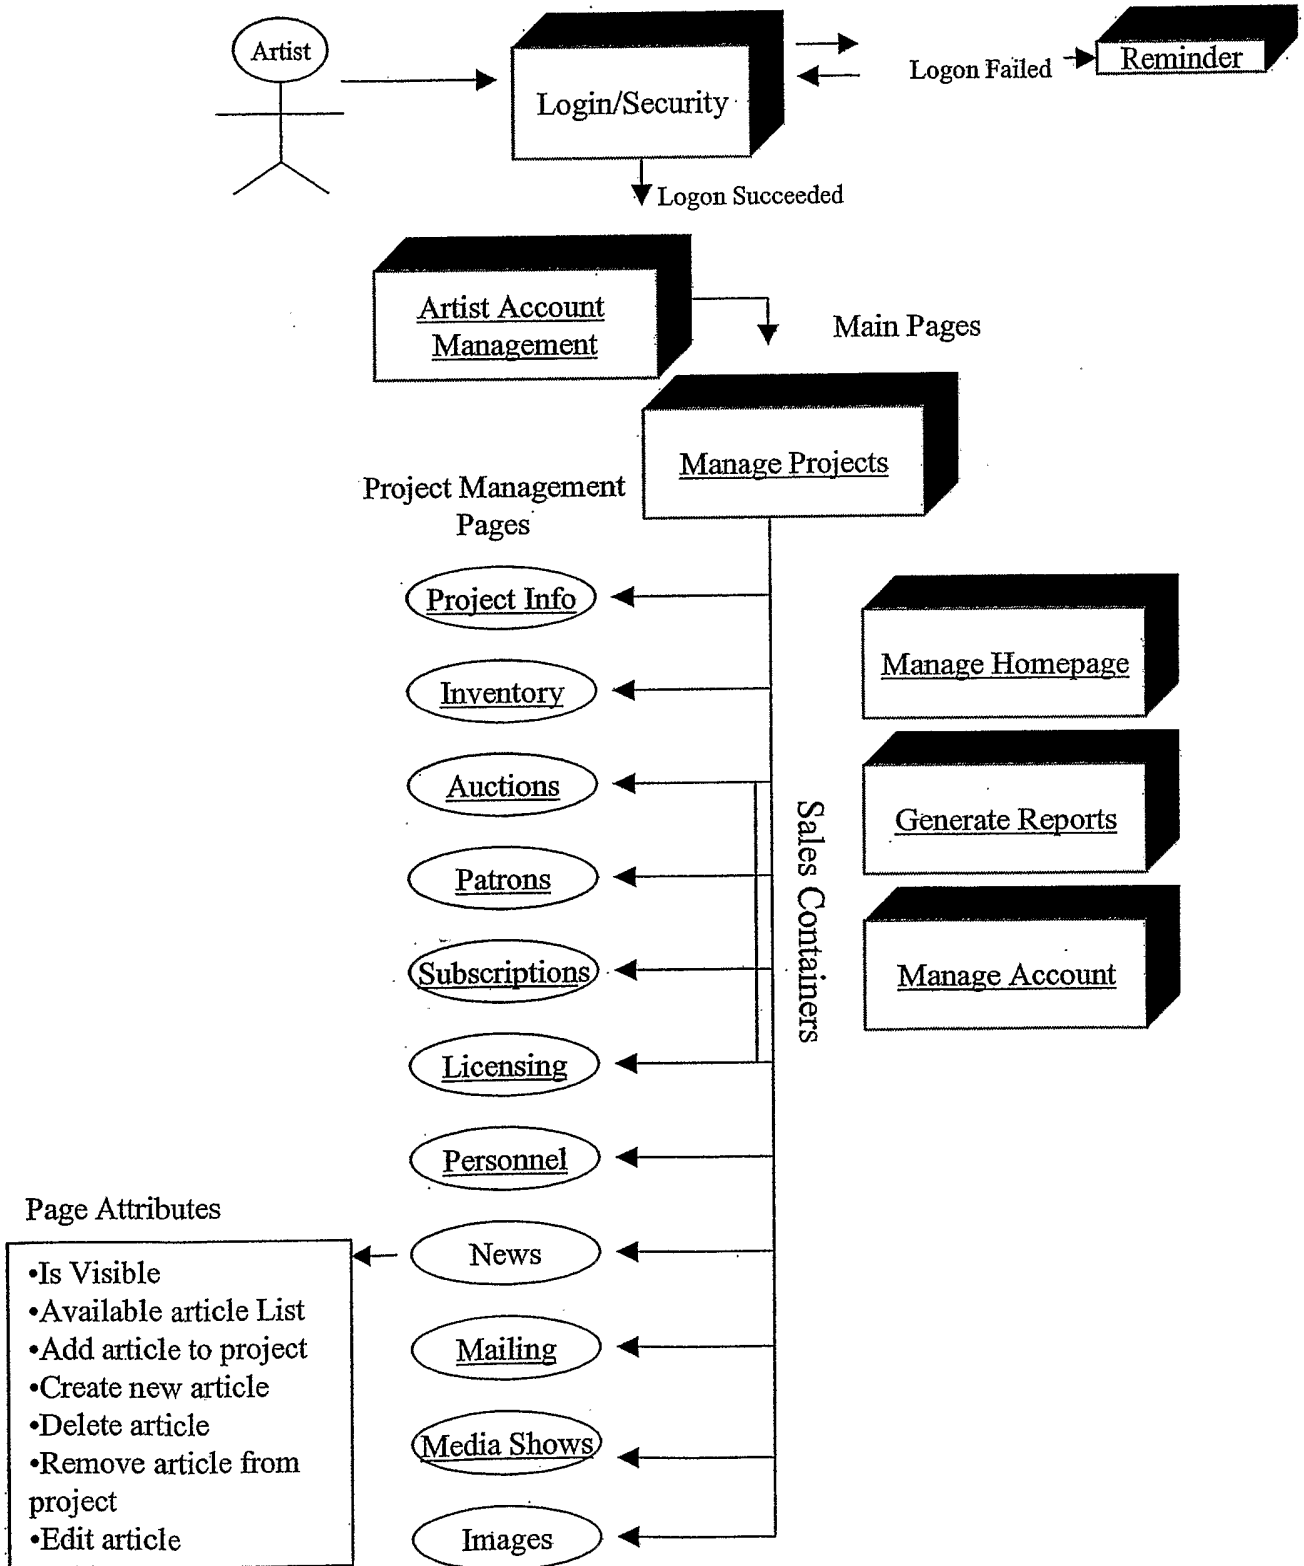 Artist
Login/Security
Logon Failed
Reminder
Logon Succeeded
Artist Account
Management
Main Pages
Manage Projects
Project Management
Pages
Project Info
Inventory
Auctions
Patrons
Subscriptions
Licensing
Personnel
News
Mailing
Media Shows
Images
Sales Containers
Manage Homepage
Generate Reports
Manage Account
Page Attributes
•Is Visible
•Available article List
•Add article to project
•Create new article
•Delete article
•Remove article from
project
•Edit article